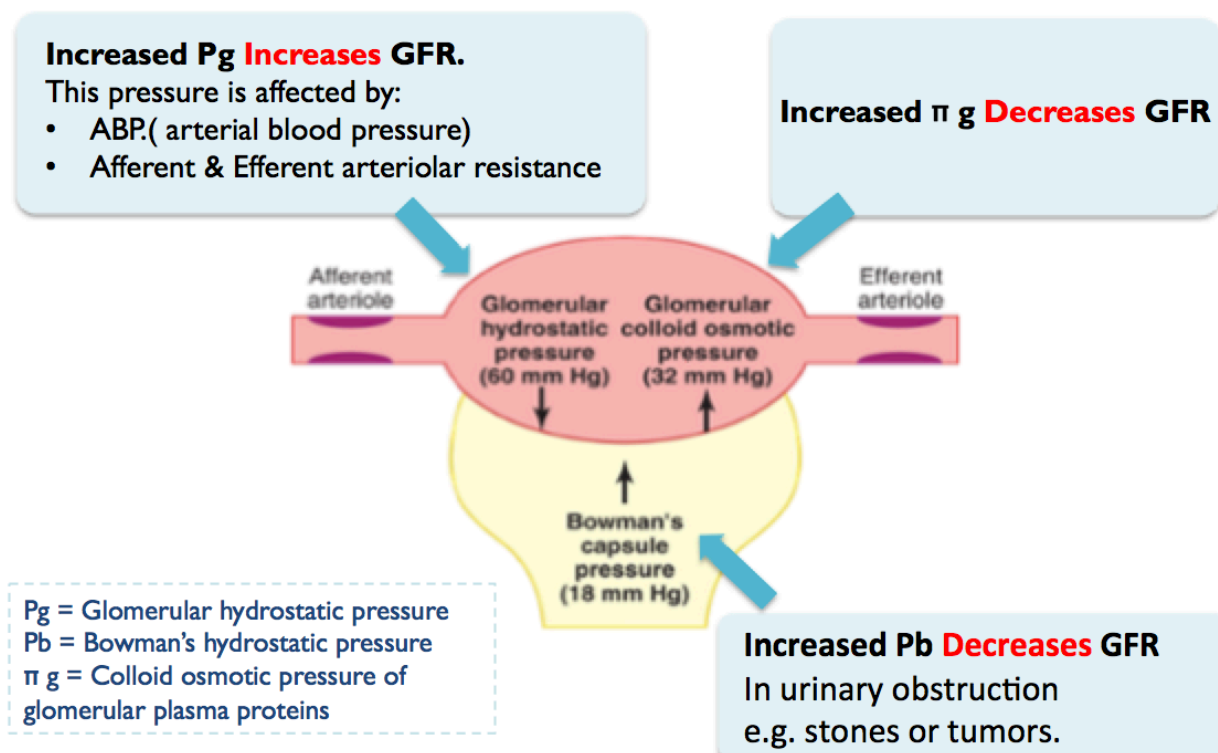 Increased Pg Increases GFR.
This pressure is affected by:
• ABP.( arterial blood pressure)
• Afferent & Efferent arteriolar resistance
Increased π g Decreases GFR
Afferent
arteriole
Efferent
arteriole
Glomerular
hydrostatic
pressure
(60 mm Hg)
Glomerular
colloid osmotic
pressure
(32 mm Hg)
Bowman's
capsule
pressure
(18 mm Hg)
Pg = Glomerular hydrostatic pressure
Pb = Bowman's hydrostatic pressure
π g = Colloid osmotic pressure of
glomerular plasma proteins
Increased Pb Decreases GFR
In urinary obstruction
e.g. stones or tumors.